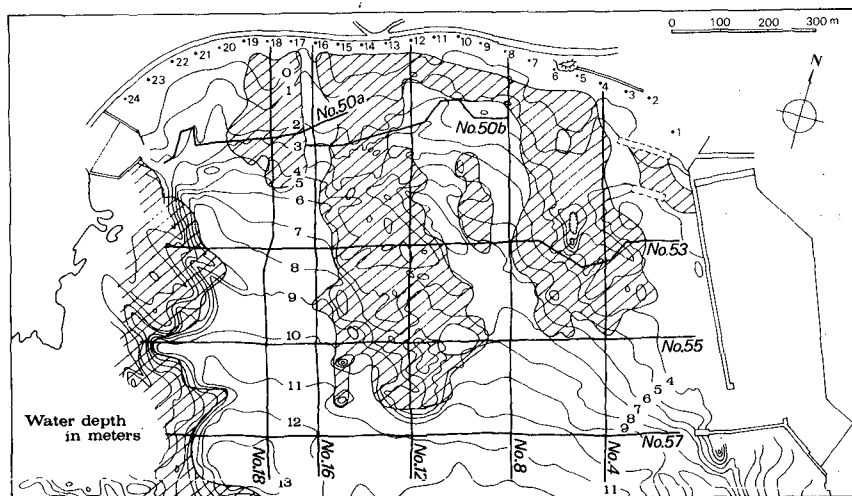 0 100 200 300 m
N
24 23 22 21 20 19 18 17 16 15 14 13 12 11 10 9 8 7 6 5 4 3 2 1
0
1
2
3
4
5
6
7
8
9
10
11
12
13
No.50a
No.50b
No.53
No.55
No.57
4
5
6
7
8
9
11
Water depth
in meters
No.18
No.16
No.12
No.8
No.4